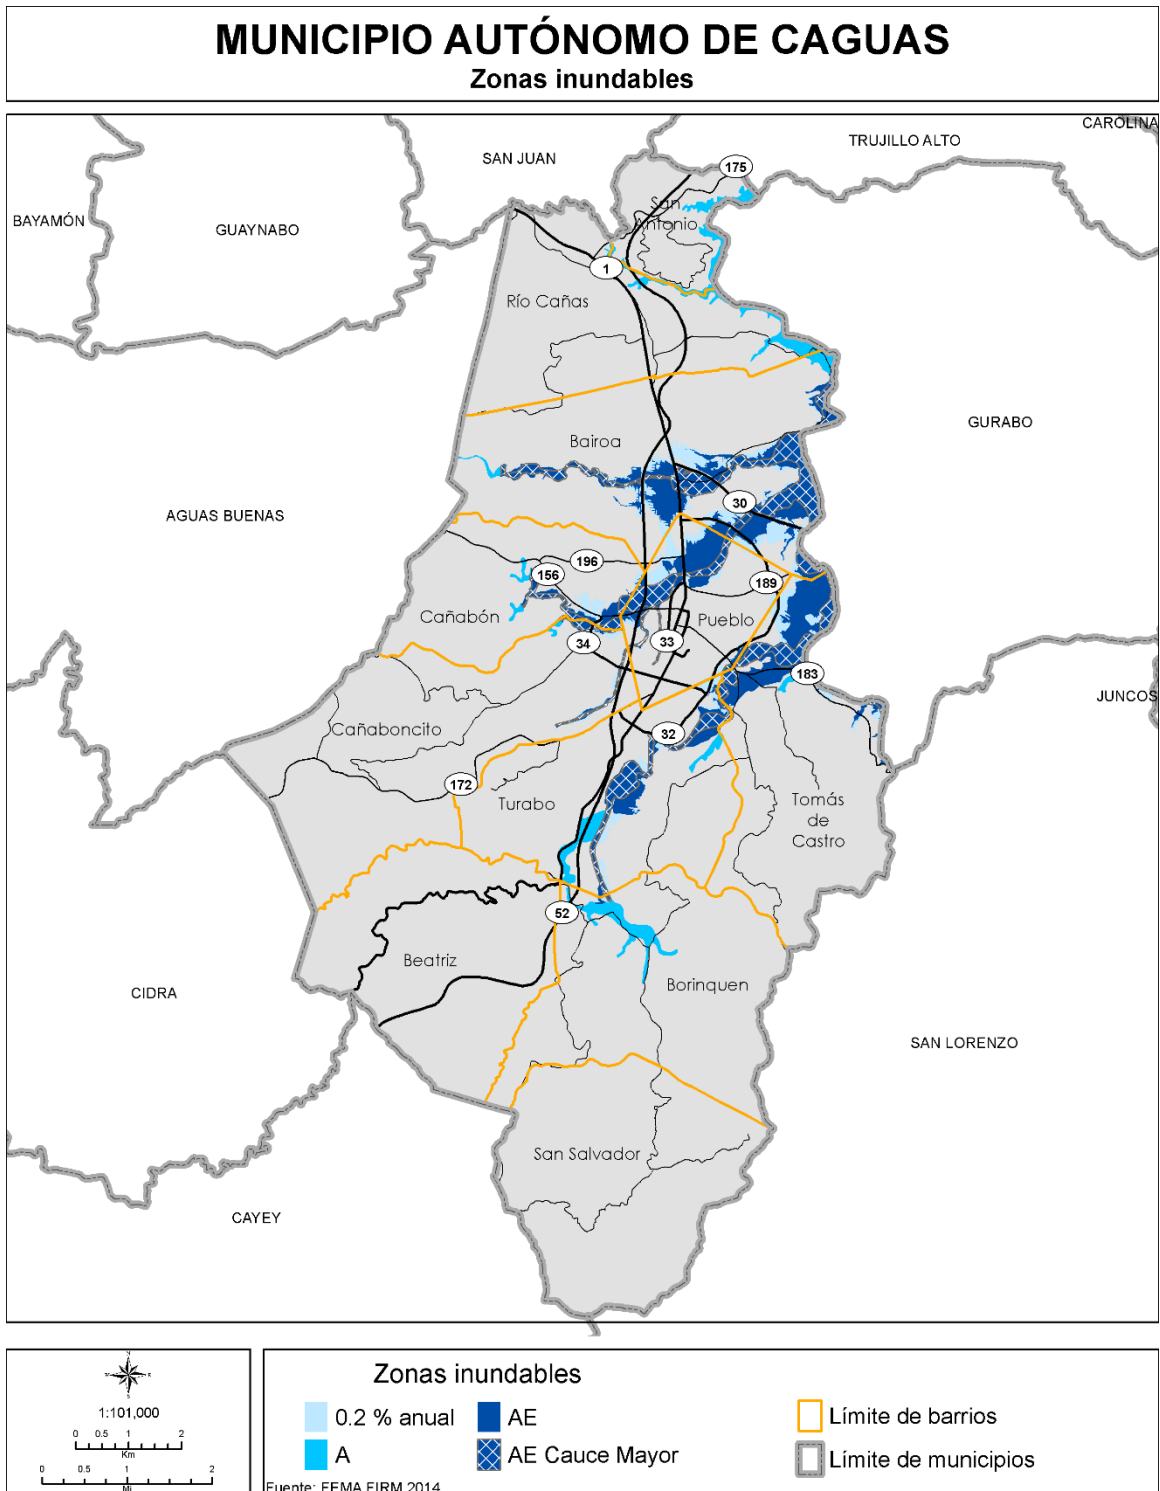 MUNICIPIO AUTÓNOMO DE CAGUAS
Zonas inundables
CAROLINA
TRUJILLO ALTO
SAN JUAN
175
BAYAMÓN
GUAYNABO
San
Antonio
1
Río Cañas
GURABO
Bairoa
30
AGUAS BUENAS
196
156
189
Cañabón
Pueblo
34
33
183
JUNCOS
Cañaboncito
32
172
Turabo
Tomás
de
Castro
52
Beatriz
Borinquen
CIDRA
SAN LORENZO
San Salvador
CAYEY
1:101,000
0 0.5 1 2
Km
0 0.5 1 2
Mi
Zonas inundables
0.2 % anual
A
AE
AE Cauce Mayor
Límite de barrios
Límite de municipios
Fuente: FEMA FIRM 2014